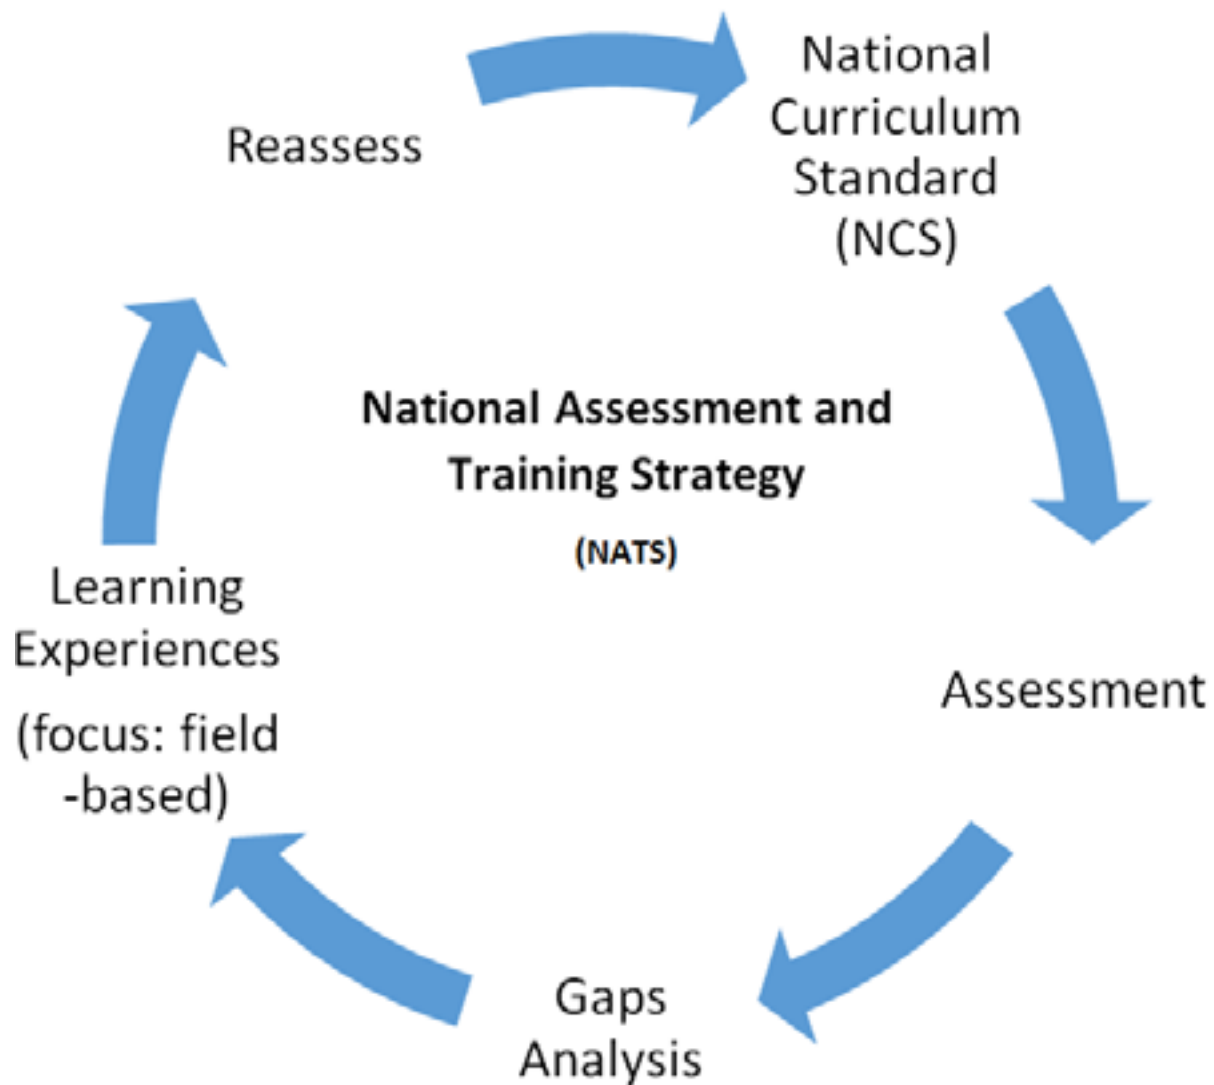 National
Curriculum
Standard
(NCS)
Assessment
Gaps
Analysis
Learning
Experiences
(focus: field
-based)
Reassess
National Assessment and
Training Strategy
(NATS)